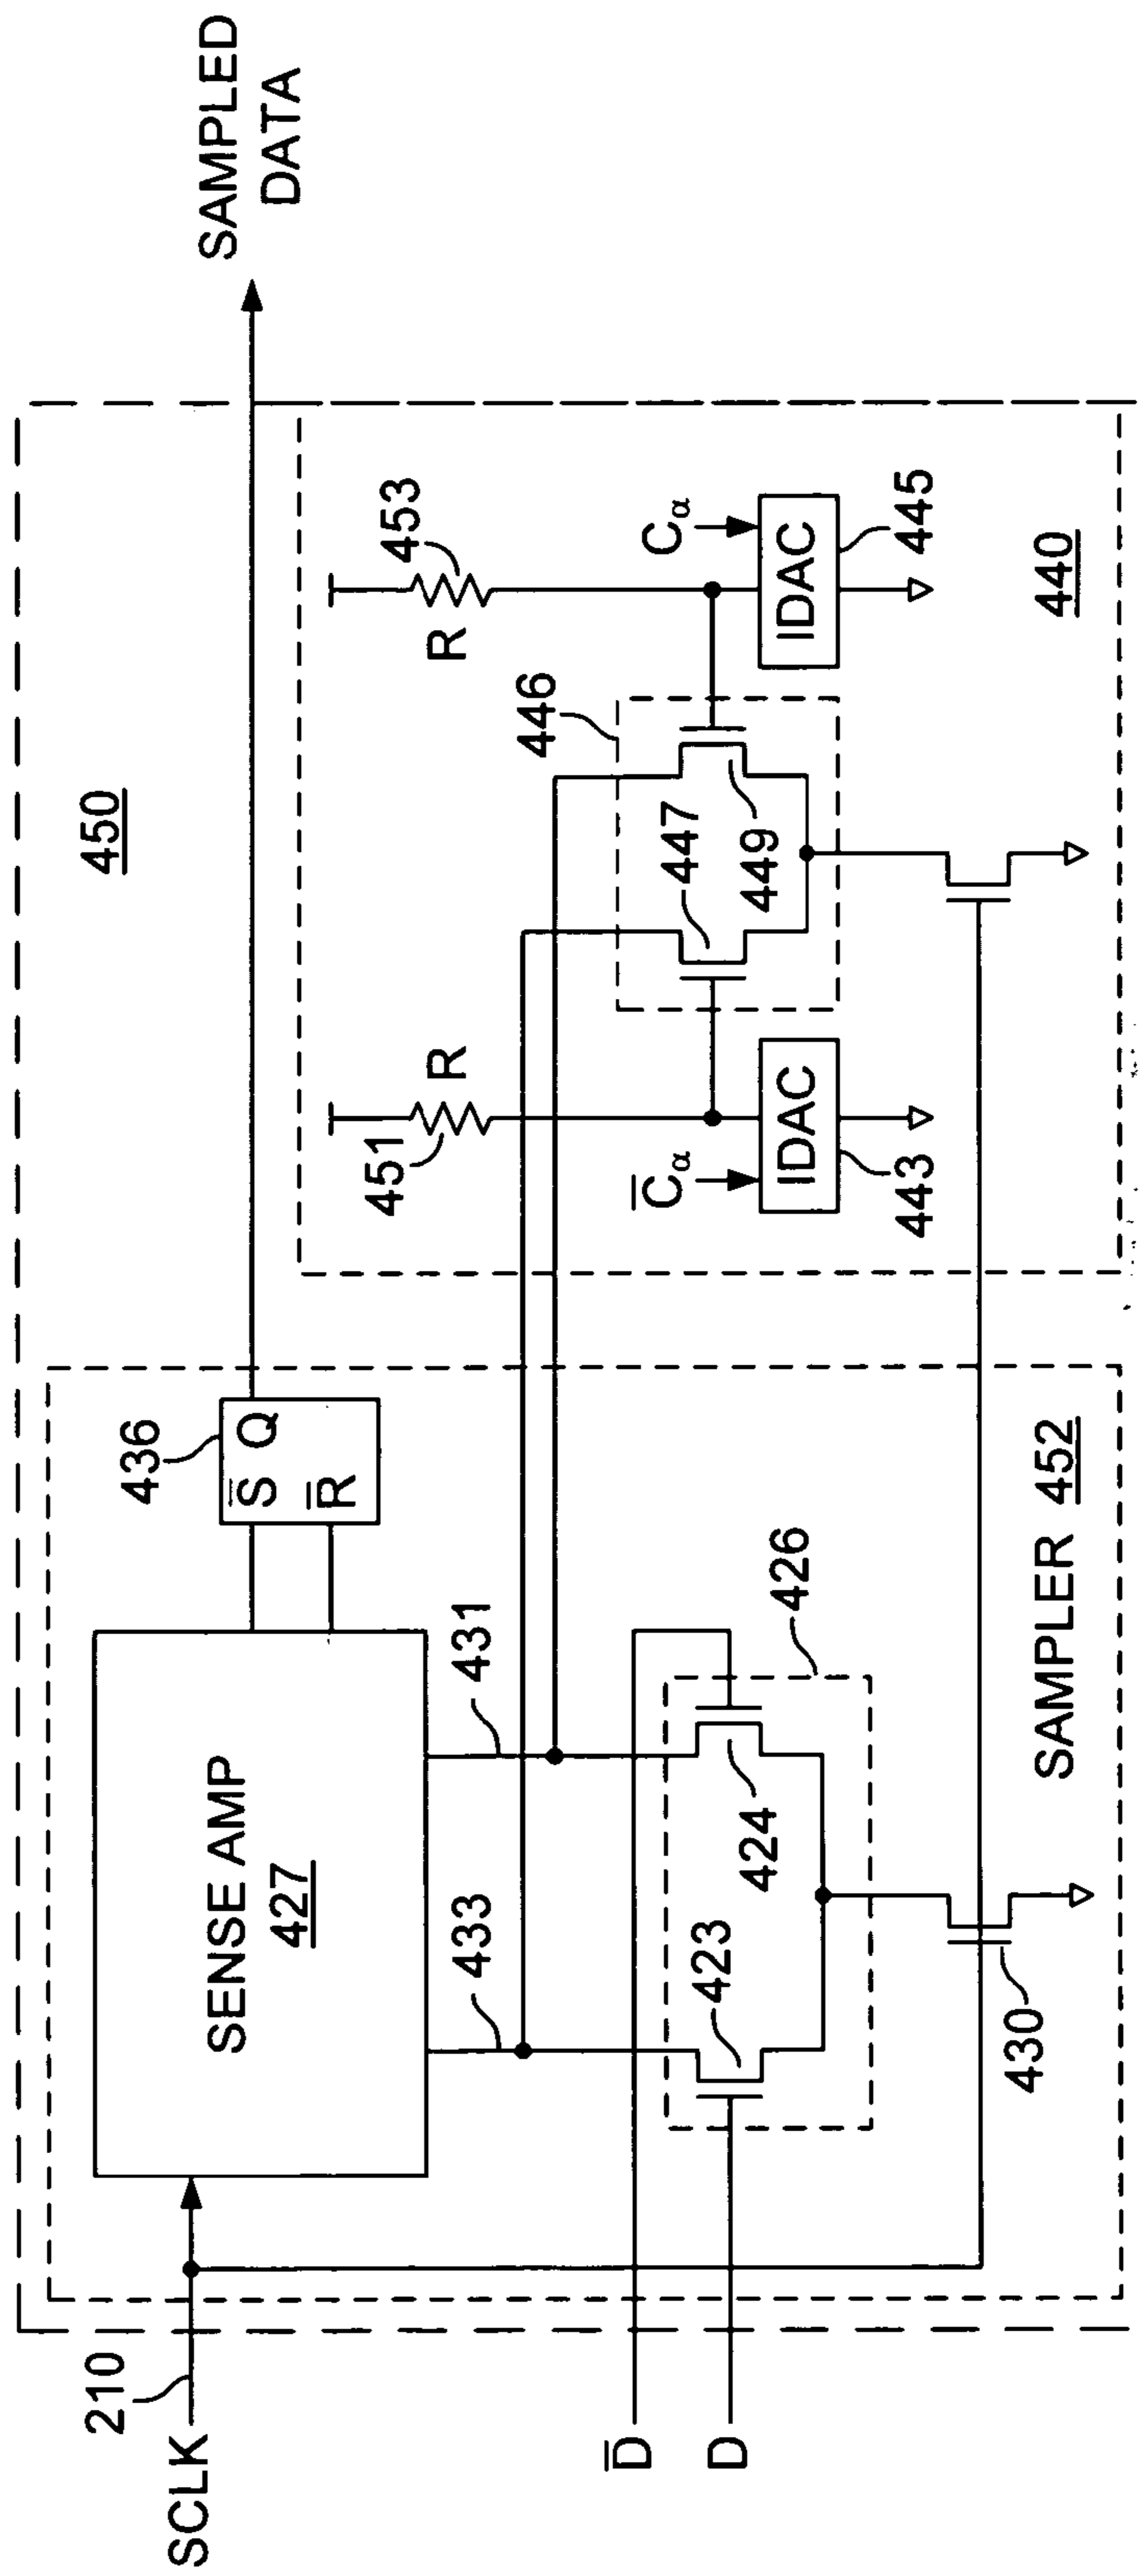 SAMPLED
DATA
450
436
S̅ Q
R̅
SENSE AMP
427
433
431
423
424
426
430
SAMPLER 452
451
R
R
453
446
447
449
C̅α
Cα
IDAC
443
IDAC
445
440
210
SCLK
D̅
D